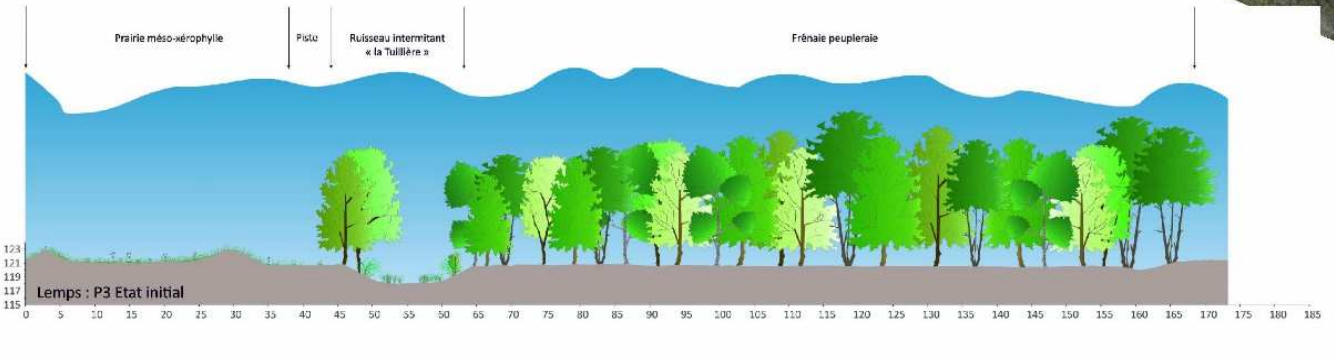 Prairie méso-xérophylle
Piste
Ruisseau intermitant
« la Tuillière »
Frênaie peupleraie
123
121
119
117
115
Lemps : P3 Etat initial
0 5 10 15 20 25 30 35 40 45 50 55 60 65 70 75 80 85 90 95 100 105 110 115 120 125 130 135 140 145 150 155 160 165 170 175 180 185